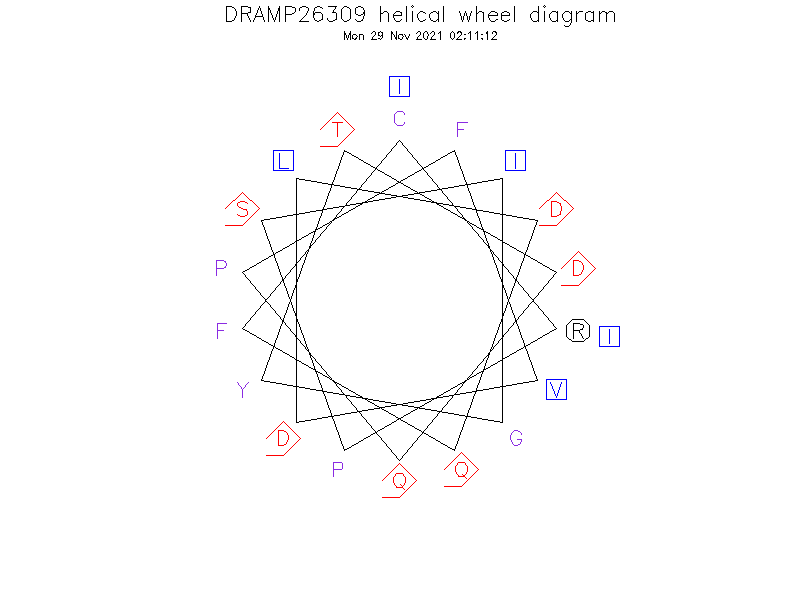 DRAMP26309 helical wheel diagram
Mon 29 Nov 2021 02:11:12
I
C
T
F
L
I
S
D
P
D
F
R I
Y
V
D
G
P
Q
Q